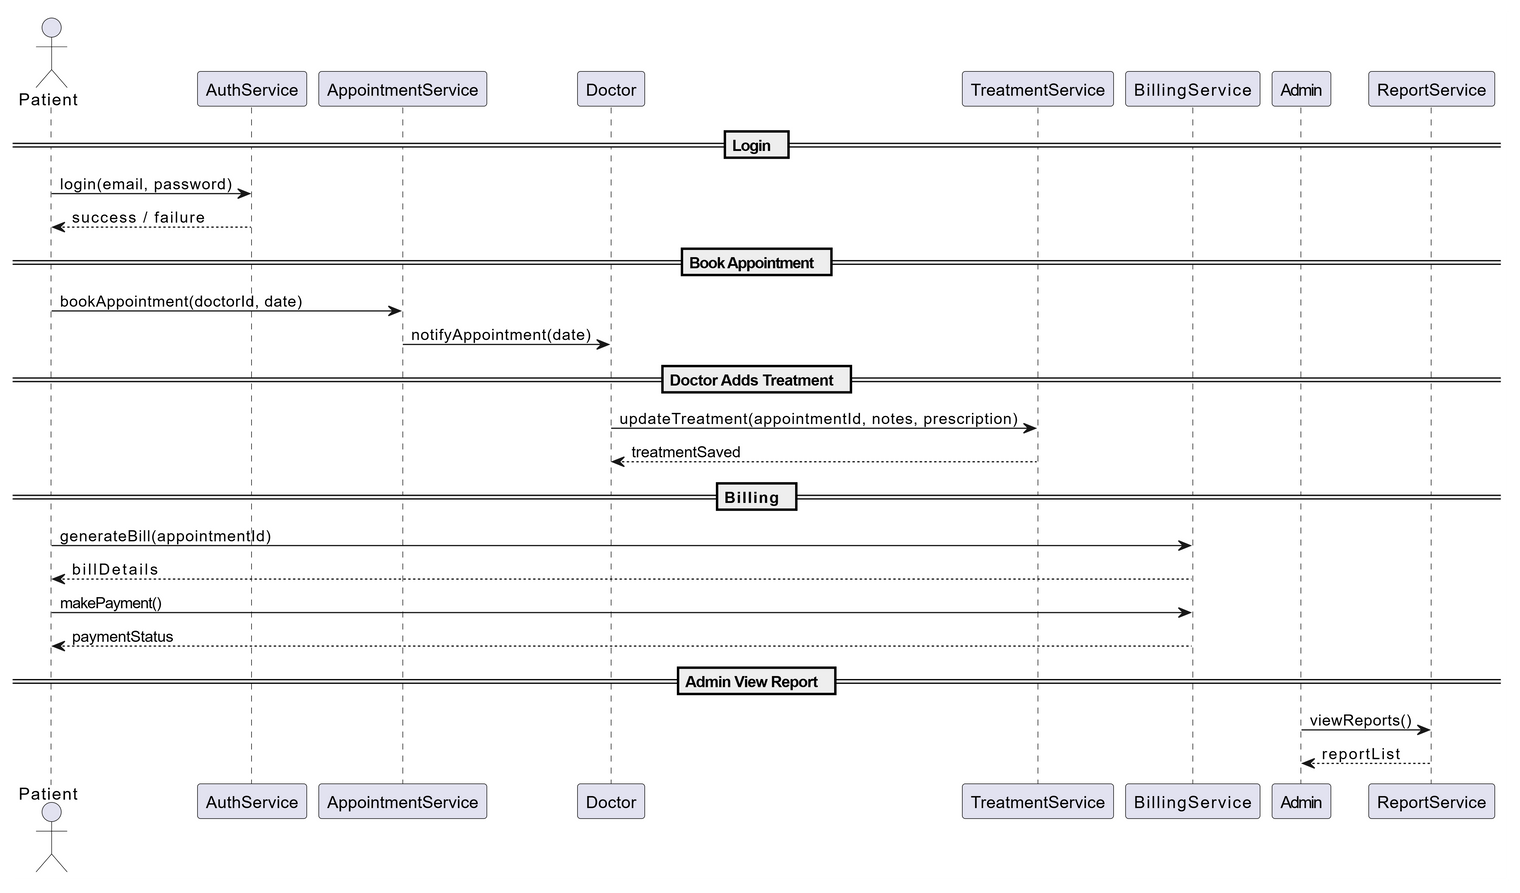 Patient
AuthService
AppointmentService
Doctor
TreatmentService
BillingService
Admin
ReportService
Login
login(email, password)
success / failure
Book Appointment
bookAppointment(doctorId, date)
notifyAppointment(date)
Doctor Adds Treatment
updateTreatment(appointmentId, notes, prescription)
treatmentSaved
Billing
generateBill(appointmentId)
billDetails
makePayment()
paymentStatus
Admin View Report
viewReports()
reportList
Patient
AuthService
AppointmentService
Doctor
TreatmentService
BillingService
Admin
ReportService